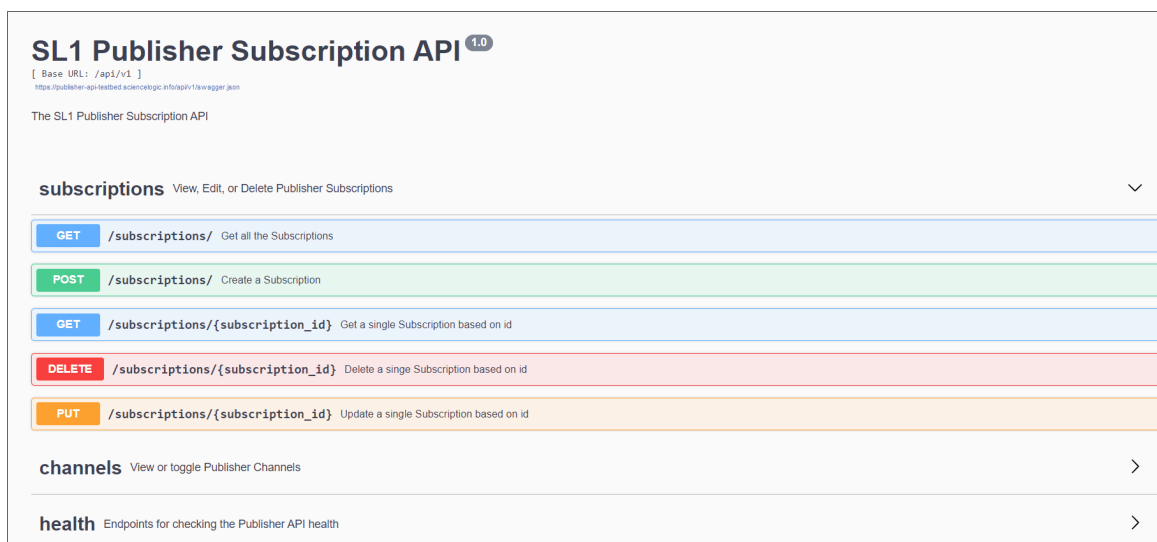 SL1 Publisher Subscription API 1.0
[ Base URL: /api/v1 ]
https://publisher-api-testbed.sciencelogic.info/api/v1/swagger.json
The SL1 Publisher Subscription API
subscriptions View, Edit, or Delete Publisher Subscriptions
GET /subscriptions/ Get all the Subscriptions
POST /subscriptions/ Create a Subscription
GET /subscriptions/{subscription_id} Get a single Subscription based on id
DELETE /subscriptions/{subscription_id} Delete a singe Subscription based on id
PUT /subscriptions/{subscription_id} Update a single Subscription based on id
channels View or toggle Publisher Channels
health Endpoints for checking the Publisher API health